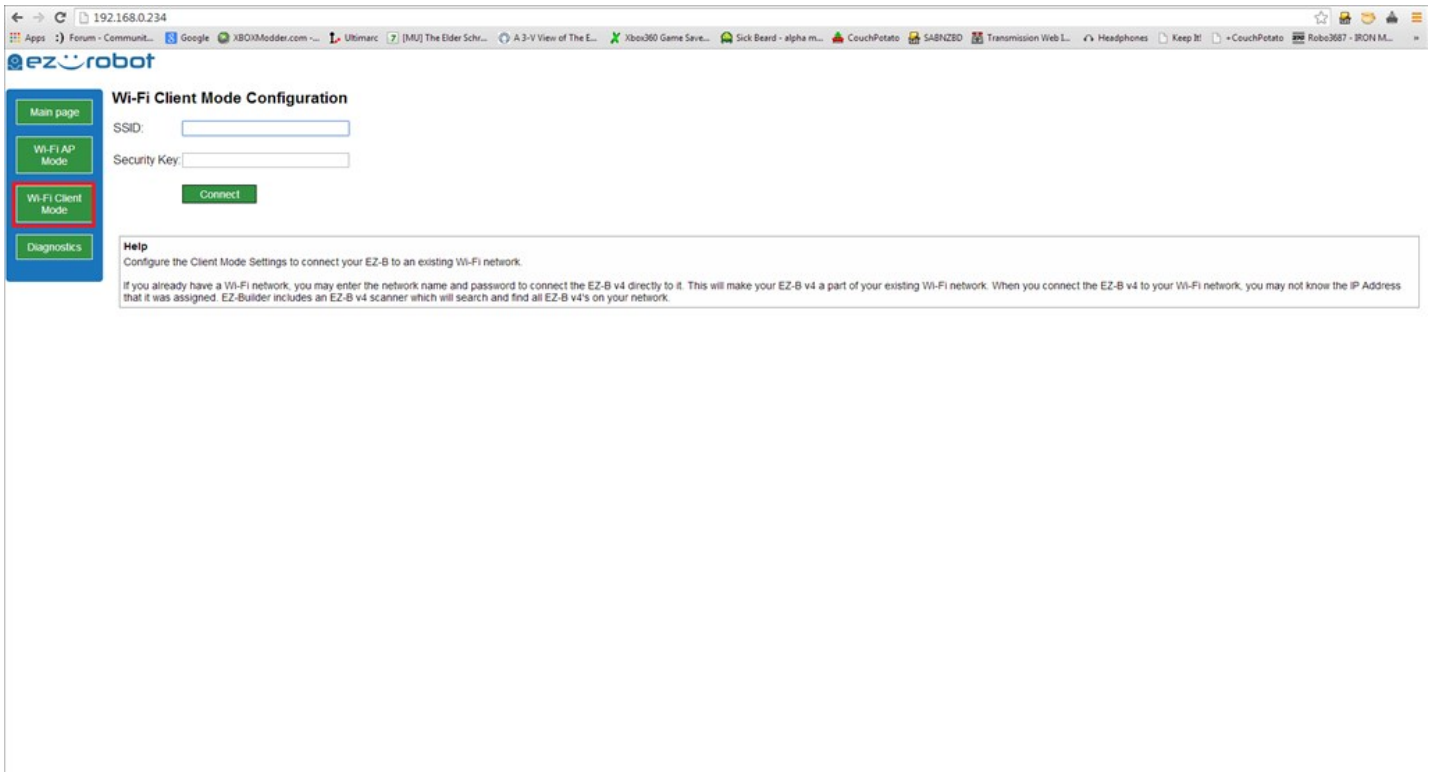 192.168.0.234
Apps :) Forum - Communit... Google XBOXModder.com -... Ultimarc [MU] The Elder Schr... A 3-V View of The E... Xbox360 Game Save... Sick Beard - alpha m... CouchPotato SABNZBD Transmission Web I... Headphones Keep It! +CouchPotato Robo3687 - IRON M... »
ez robot
Main page
Wi-Fi AP
Mode
Wi-Fi Client
Mode
Diagnostics
Wi-Fi Client Mode Configuration
SSID:
Security Key:
Connect
Help
Configure the Client Mode Settings to connect your EZ-B to an existing Wi-Fi network.
If you already have a Wi-Fi network, you may enter the network name and password to connect the EZ-B v4 directly to it. This will make your EZ-B v4 a part of your existing Wi-Fi network. When you connect the EZ-B v4 to your Wi-Fi network, you may not know the IP Address
that it was assigned. EZ-Builder includes an EZ-B v4 scanner which will search and find all EZ-B v4's on your network.